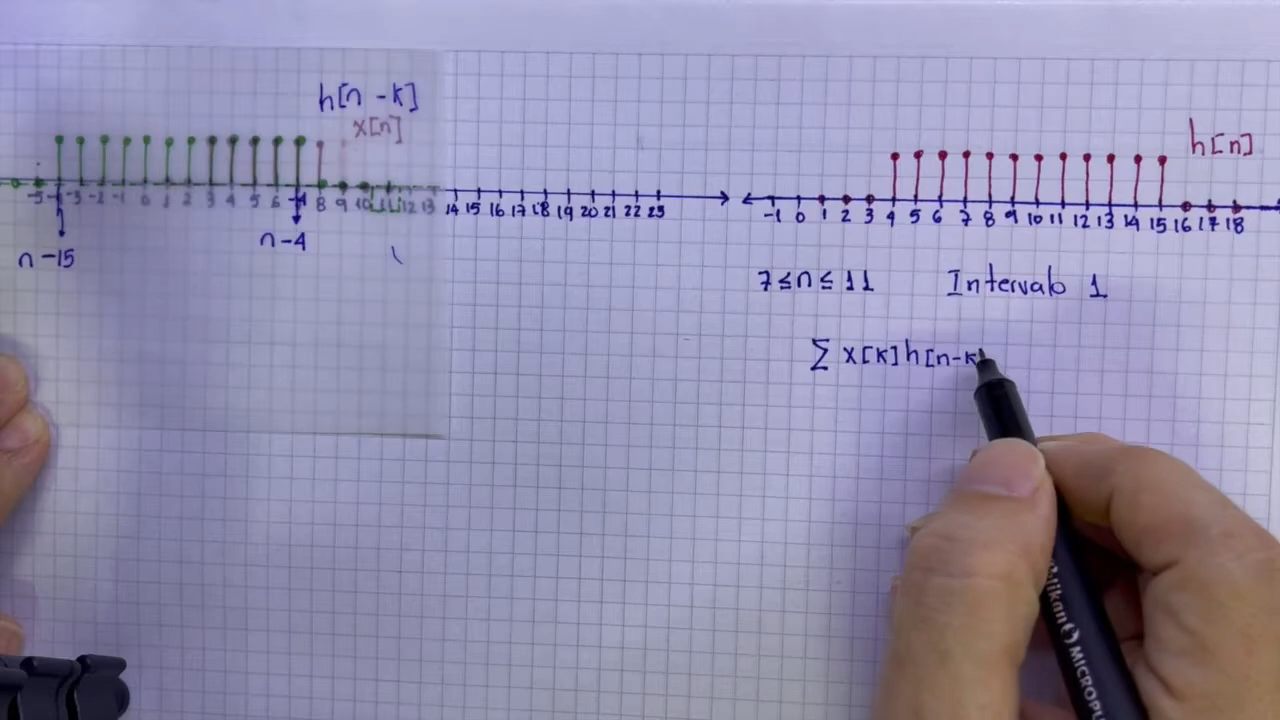 h[n - k]
x[n]
-5 -4 -3 -2 -1 0 1 2 3 4 5 6 8 9 10 11 12 13 14 15 16 17 18 19 20 21 22 23
n-15
n-4
h[n]
-1 0 1 2 3 4 5 6 7 8 9 10 11 12 13 14 15 16 17 18
7 ≤ n ≤ 11 Intervalo 1
Σ x[k] h[n-k
Pelikan MICROPU